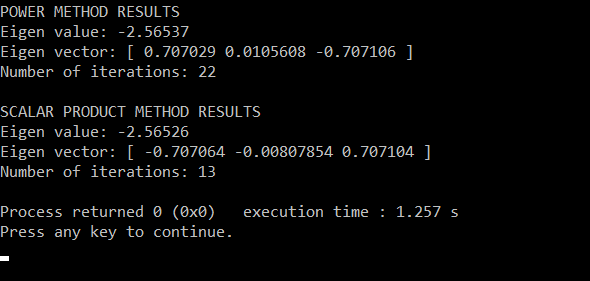 POWER METHOD RESULTS
Eigen value: -2.56537
Eigen vector: [ 0.707029 0.0105608 -0.707106 ]
Number of iterations: 22
SCALAR PRODUCT METHOD RESULTS
Eigen value: -2.56526
Eigen vector: [ -0.707064 -0.00807854 0.707104 ]
Number of iterations: 13
Process returned 0 (0x0)   execution time : 1.257 s
Press any key to continue.